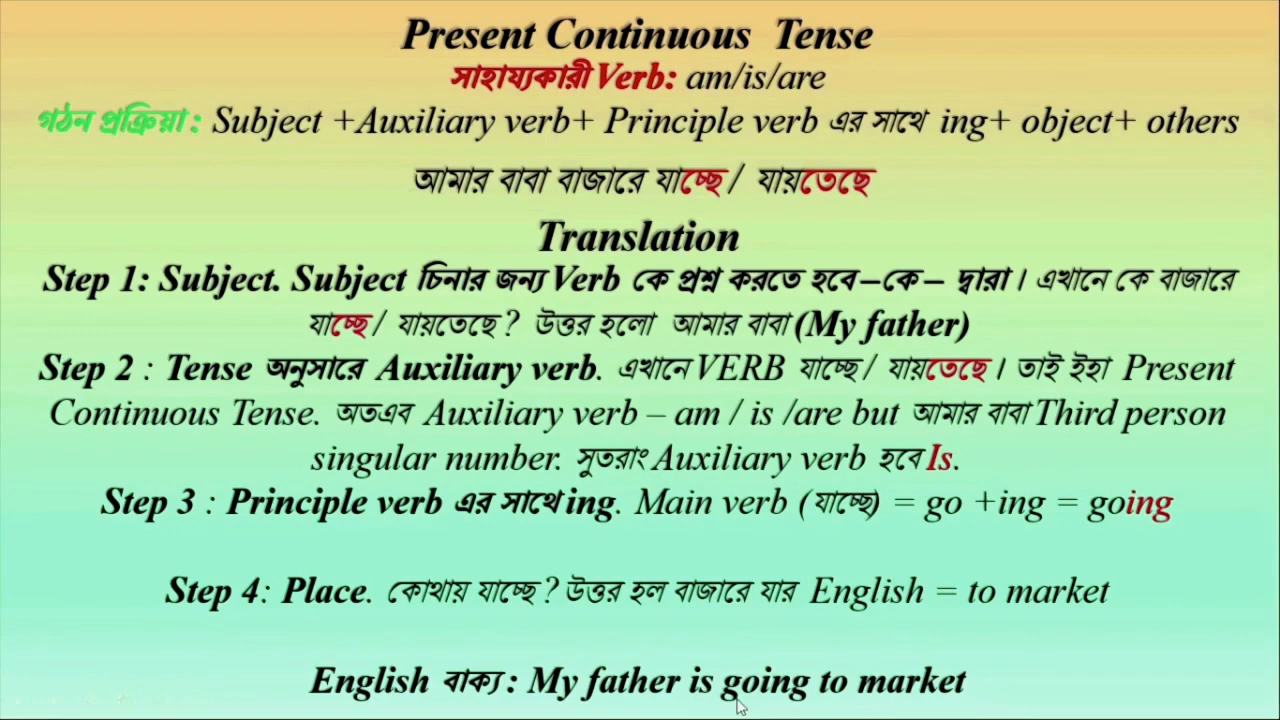 Present Continuous Tense
সাহায্যকারী Verb: am/is/are
গঠন প্রক্রিয়া : Subject +Auxiliary verb+ Principle verb এর সাথে ing+ object+ others
আমার বাবা বাজারে যাচ্ছে / যায়তেছে
Translation
Step 1: Subject. Subject চিনার জন্য Verb কে প্রশ্ন করতে হবে –কে – দ্বারা । এখানে কে বাজারে
যাচ্ছে / যায়তেছে ? উত্তর হলো আমার বাবা (My father)
Step 2 : Tense অনুসারে Auxiliary verb. এখানে VERB যাচ্ছে / যায়তেছে । তাই ইহা Present
Continuous Tense. অতএব Auxiliary verb – am / is /are but আমার বাবা Third person
singular number. সুতরাং Auxiliary verb হবে Is.
Step 3 : Principle verb এর সাথে ing. Main verb (যাচ্ছে) = go +ing = going
Step 4: Place. কোথায় যাচ্ছে ? উত্তর হল বাজারে যার English = to market
English বাক্য : My father is going to market